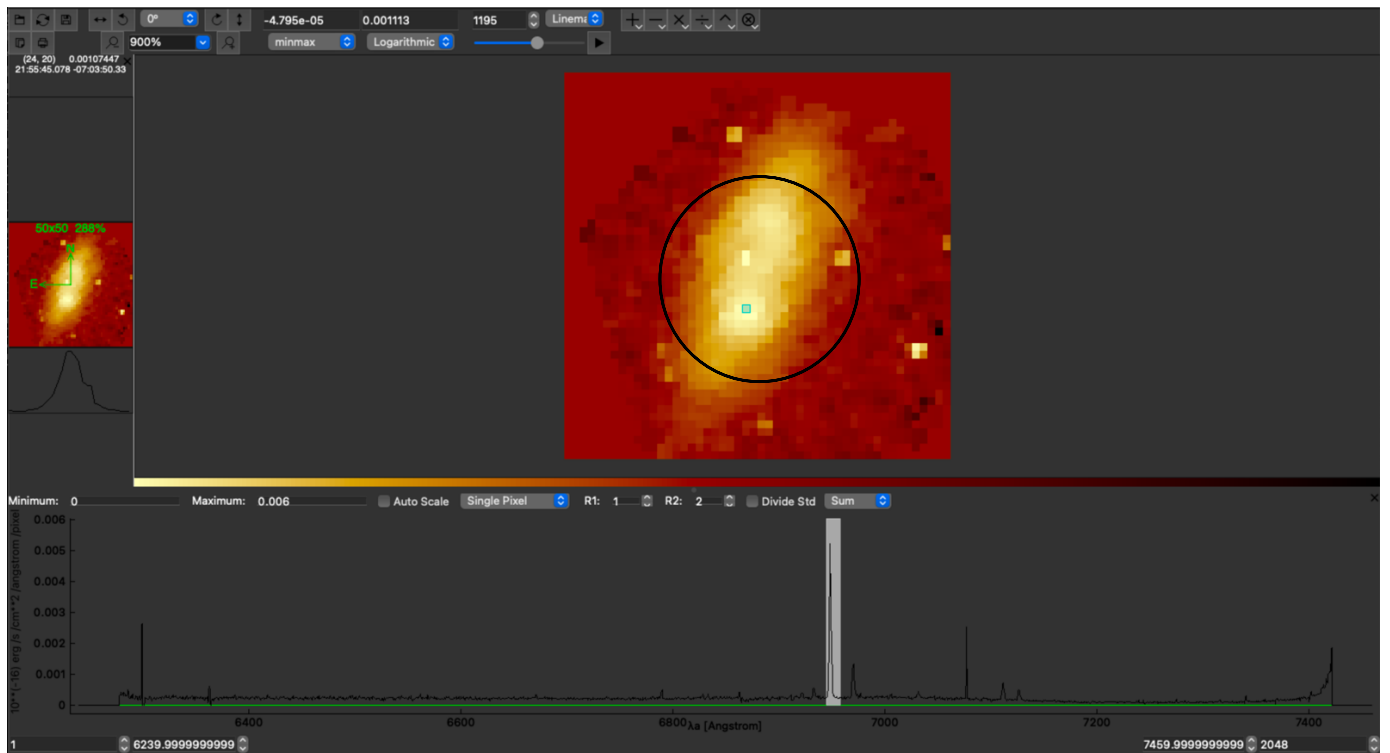 0° -4.795e-05 0.001113 1195 Linema
900% minmax Logarithmic
(24, 20) 0.00107447
21:55:45.078 -07:03:50.33
50x50 288%
N
E
Minimum: 0 Maximum: 0.006 Auto Scale Single Pixel R1: 1 R2: 2 Divide Std Sum
10**(-16) erg /s /cm**2 /angstrom /pixel
0.006
0.005
0.004
0.003
0.002
0.001
0
6400 6600 6800 7000 7200 7400
λa [Angstrom]
1 6239.9999999999 7459.9999999999 2048